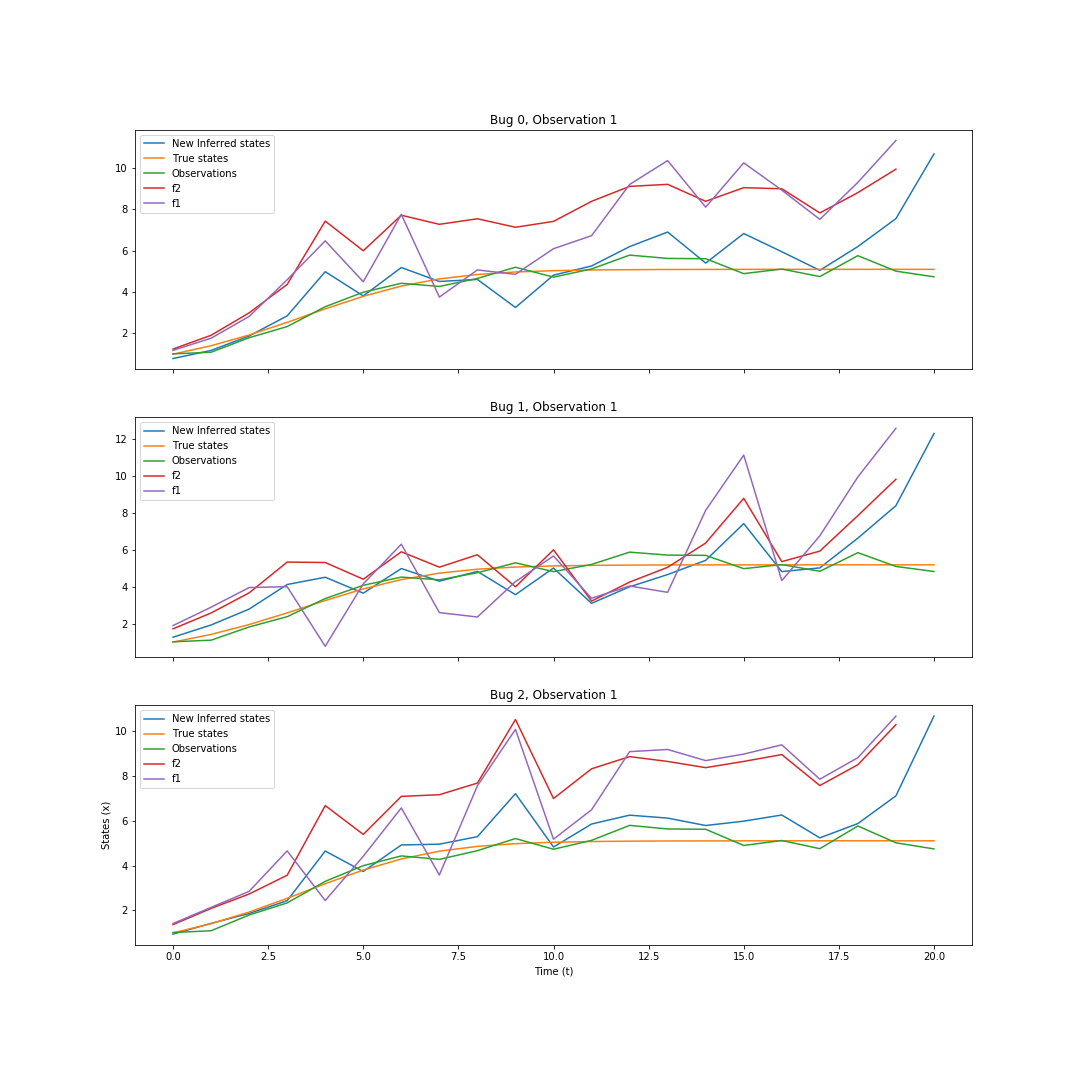 Bug 0, Observation 1
New Inferred states
True states
Observations
f2
f1
10
8
6
4
2
Bug 1, Observation 1
New Inferred states
True states
Observations
f2
f1
12
10
8
6
4
2
Bug 2, Observation 1
New Inferred states
True states
Observations
f2
f1
10
8
6
4
2
States (x)
0.0 2.5 5.0 7.5 10.0 12.5 15.0 17.5 20.0
Time (t)